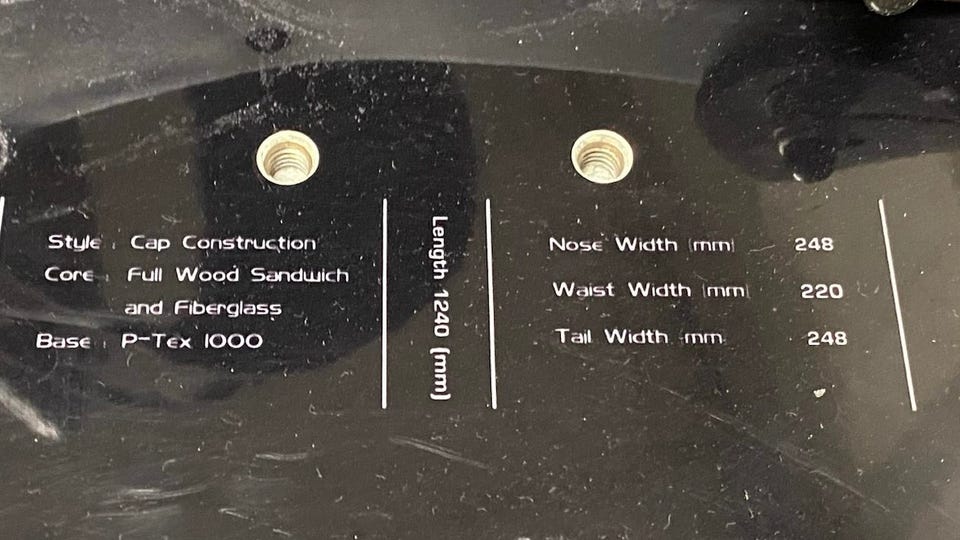 Style : Cap Construction
Core : Full Wood Sandwich
and Fiberglass
Base : P-Tex 1000
Length 1240 (mm)
Nose Width (mm) 248
Waist Width (mm) 220
Tail Width (mm) 248